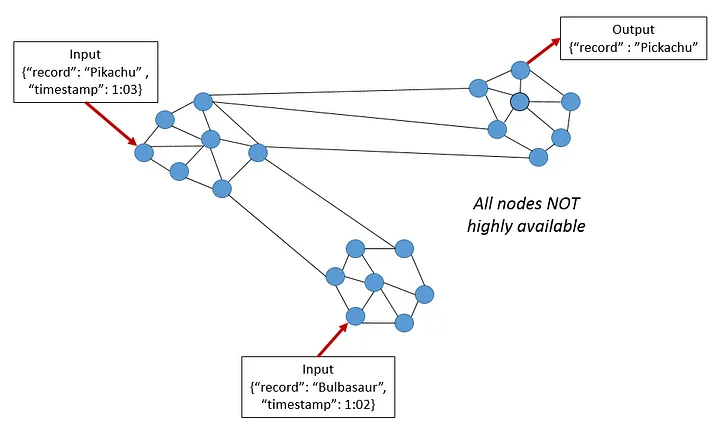 Input
{“record”: “Pikachu” ,
“timestamp”: 1:03}
Output
{“record” : ”Pickachu”
All nodes NOT
highly available
Input
{“record”: “Bulbasaur”,
“timestamp”: 1:02}